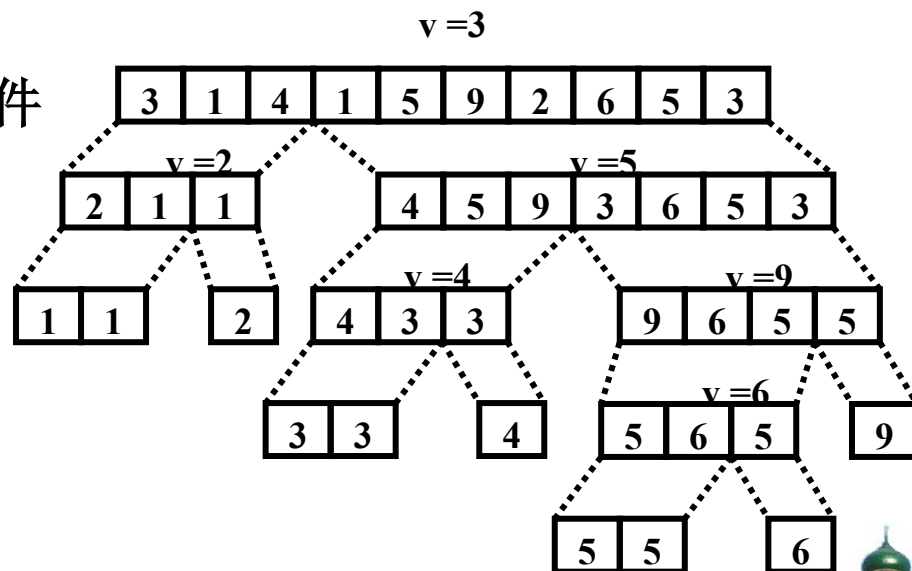 v =3
件
3 1 4 1 5 9 2 6 5 3
v =2 v =5
2 1 1 4 5 9 3 6 5 3
v =4 v =9
1 1 2 4 3 3 9 6 5 5
v =6
3 3 4 5 6 5 9
5 5 6